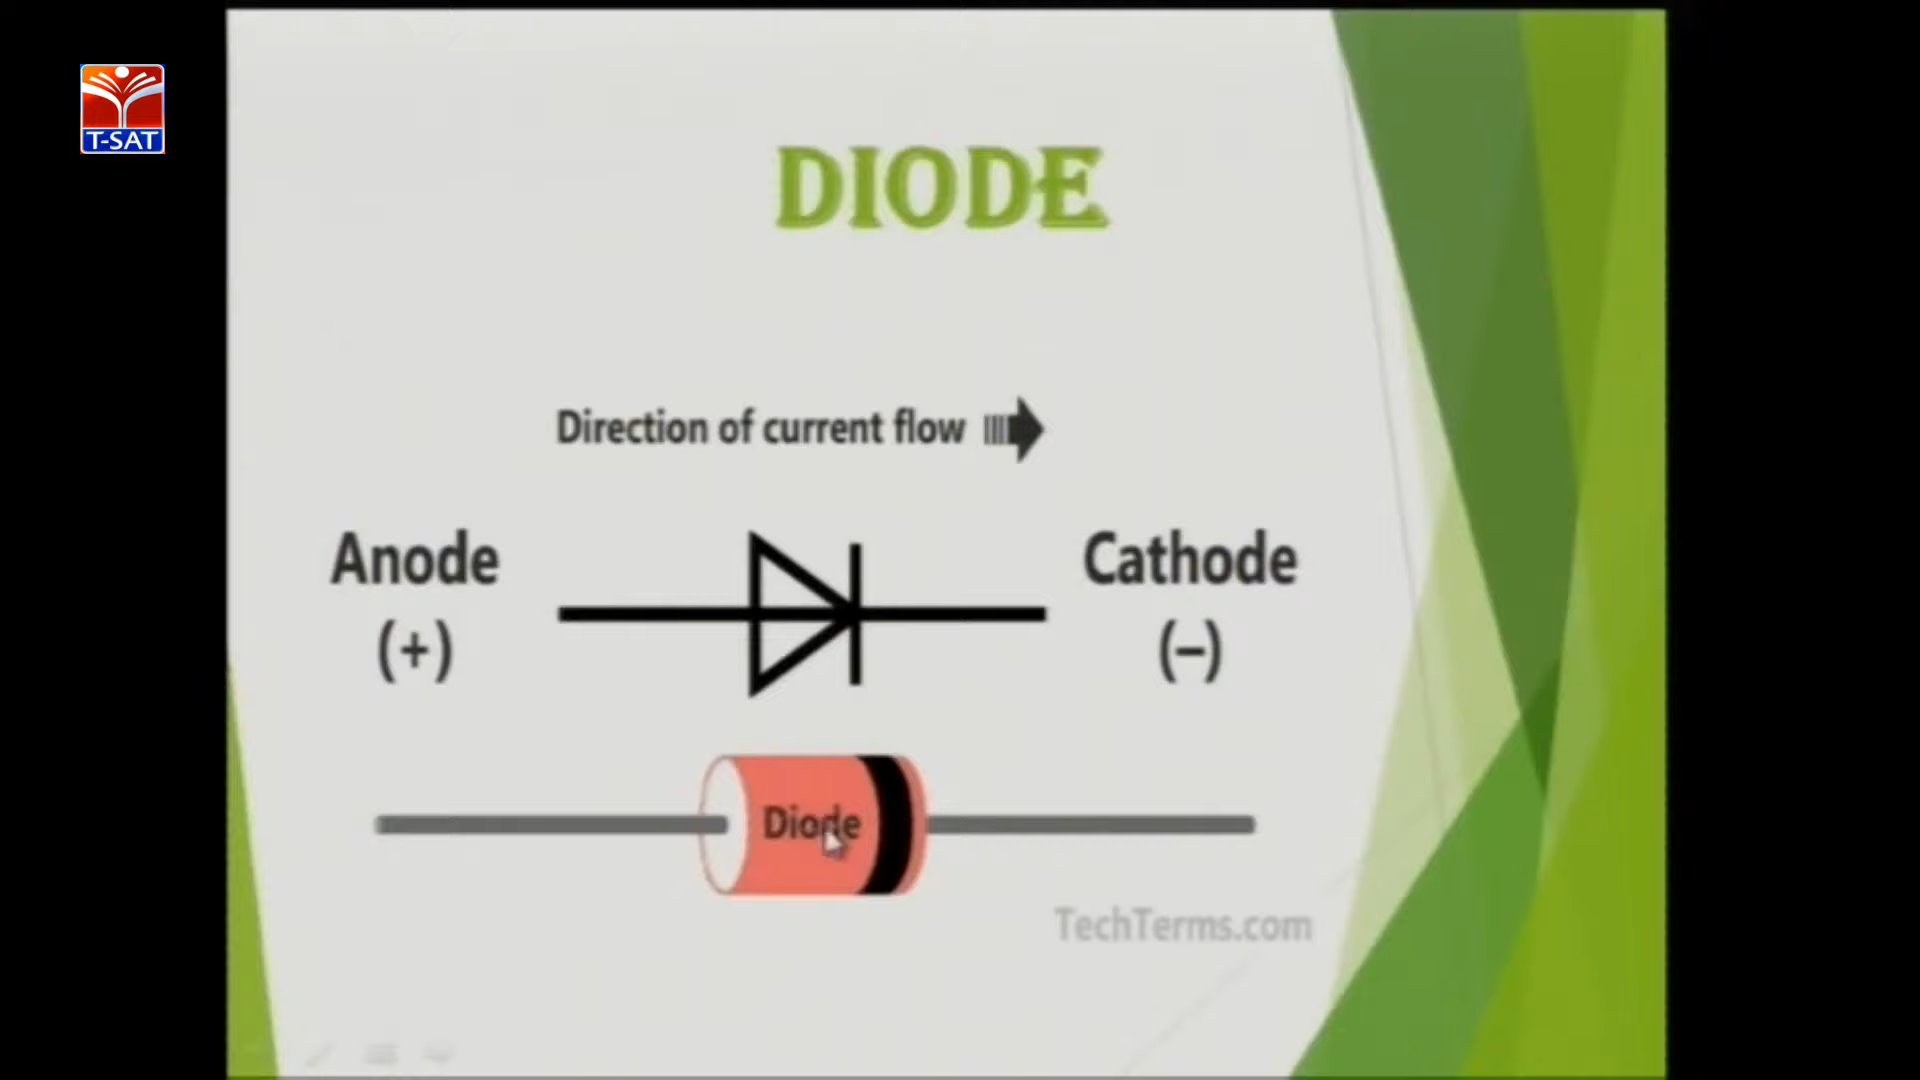 T-SAT
DIODE
Direction of current flow
Anode
Cathode
(+)
(–)
Diode
TechTerms.com